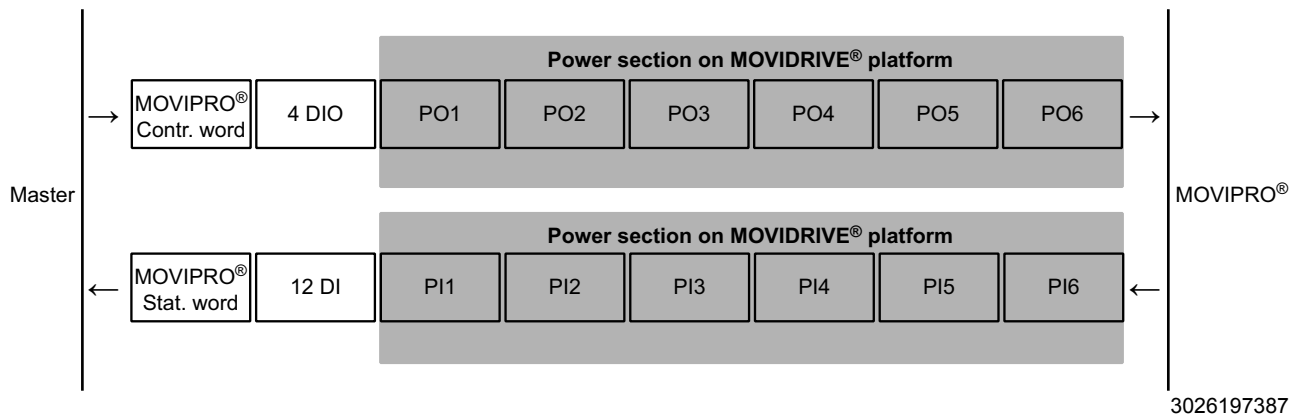 Power section on MOVIDRIVE® platform
MOVIPRO®
Contr. word
4 DIO
PO1
PO2
PO3
PO4
PO5
PO6
Master
MOVIPRO®
Power section on MOVIDRIVE® platform
MOVIPRO®
Stat. word
12 DI
PI1
PI2
PI3
PI4
PI5
PI6
3026197387